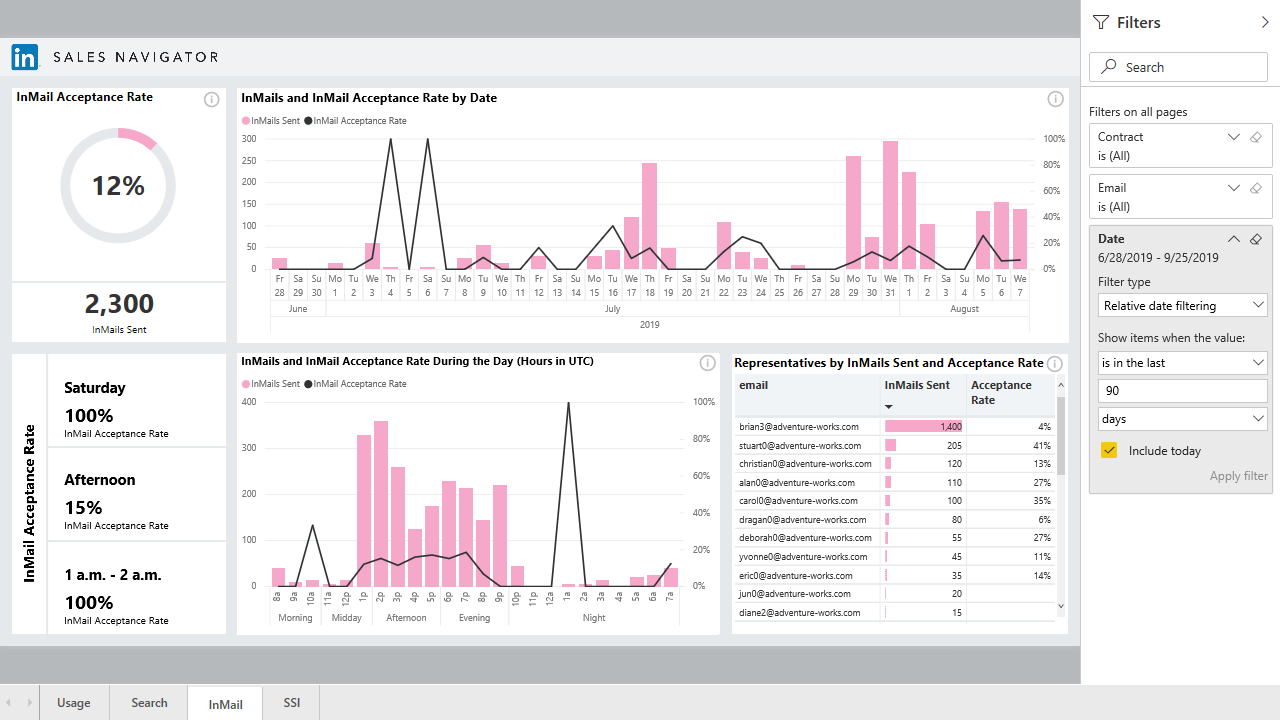 in SALES NAVIGATOR
InMail Acceptance Rate
12%
2,300
InMails Sent
InMails and InMail Acceptance Rate by Date
InMails Sent InMail Acceptance Rate
300 100%
250 80%
200 60%
150 40%
100 20%
50 0%
0
Fr Sa Su Mo Tu We Th Fr Sa Su Mo Tu We Th Fr Sa Su Mo Tu We Th Fr Sa Su Mo Tu We Th Fr Sa Su Mo Tu We Th Fr Sa Su Mo Tu We
28 29 30 1 2 3 4 5 6 7 8 9 10 11 12 13 14 15 16 17 18 19 20 21 22 23 24 25 26 27 28 29 30 31 1 2 3 4 5 6 7
June July August
2019
InMail Acceptance Rate
Saturday
100%
InMail Acceptance Rate
Afternoon
15%
InMail Acceptance Rate
1 a.m. - 2 a.m.
100%
InMail Acceptance Rate
InMails and InMail Acceptance Rate During the Day (Hours in UTC)
InMails Sent InMail Acceptance Rate
400 100%
300 80%
200 60%
100 40%
0 20%
0%
8a 9a 10a 11a 12p 1p 2p 3p 4p 5p 6p 7p 8p 9p 10p 11p 12a 1a 2a 3a 4a 5a 6a 7a
Morning Midday Afternoon Evening Night
Representatives by InMails Sent and Acceptance Rate
email InMails Sent Acceptance Rate
brian3@adventure-works.com 1,400 4%
stuart0@adventure-works.com 205 41%
christian0@adventure-works.com 120 13%
alan0@adventure-works.com 110 27%
carol0@adventure-works.com 100 35%
dragan0@adventure-works.com 80 6%
deborah0@adventure-works.com 55 27%
yvonne0@adventure-works.com 45 11%
eric0@adventure-works.com 35 14%
jun0@adventure-works.com 20
diane2@adventure-works.com 15
Filters
Search
Filters on all pages
Contract
is (All)
Email
is (All)
Date
6/28/2019 - 9/25/2019
Filter type
Relative date filtering
Show items when the value:
is in the last
90
days
Include today
Apply filter
Usage Search InMail SSI